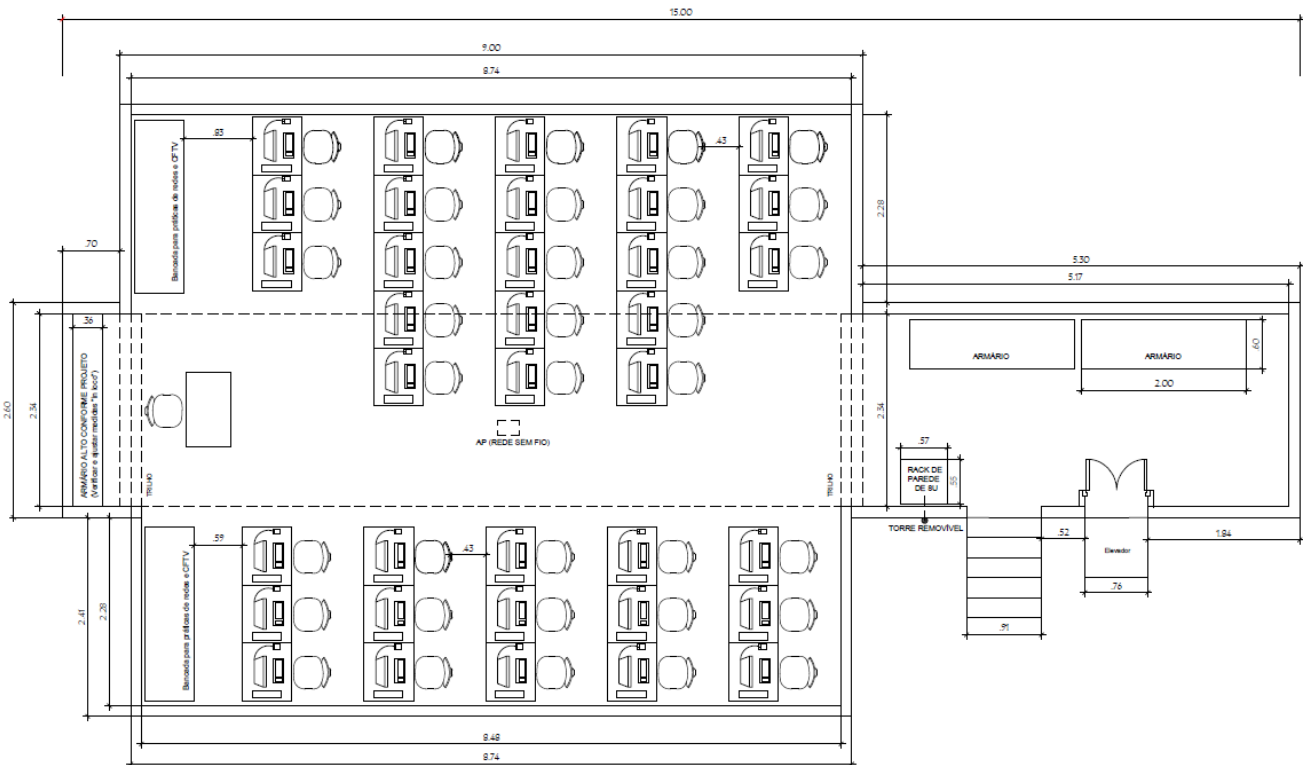 15.00
9.00
8.74
.83
.43
Bancada para práticas de redes e CFTV
2.28
.70
5.30
5.17
.36
ARMÁRIO ALTO CONFORME PROJETO
(Verificar e ajustar medidas "in loco")
2.60
2.34
TRILHO
AP (REDE SEM FIO)
TRILHO
2.34
ARMÁRIO
ARMÁRIO
.60
2.00
.57
RACK DE
PAREDE
DE 8U
.55
TORRE REMOVÍVEL
.52
Elevador
1.84
.76
.91
.59
.43
Bancada para práticas de redes e CFTV
2.41
2.28
8.48
8.74